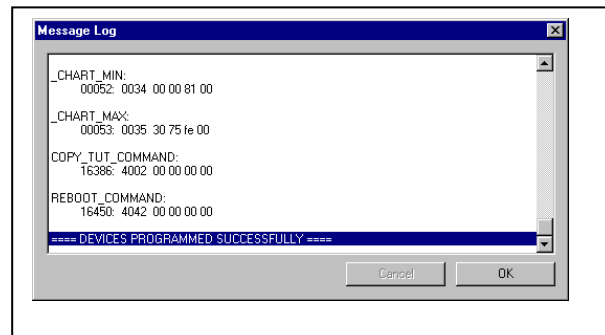 Message Log
_CHART_MIN:
00052: 0034 00 00 81 00
_CHART_MAX:
00053: 0035 30 75 fe 00
COPY_TUT_COMMAND:
16386: 4002 00 00 00 00
REBOOT_COMMAND:
16450: 4042 00 00 00 00
==== DEVICES PROGRAMMED SUCCESSFULLY ====
Cancel
OK